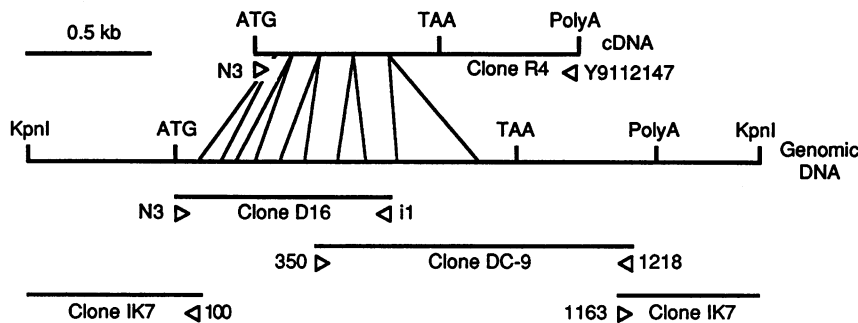 ATG TAA PolyA
0.5 kb cDNA
N3 Clone R4 Y9112147
KpnI ATG TAA PolyA KpnI
Genomic
DNA
N3 Clone D16 i1
350 Clone DC-9 1218
Clone IK7 100 1163 Clone IK7